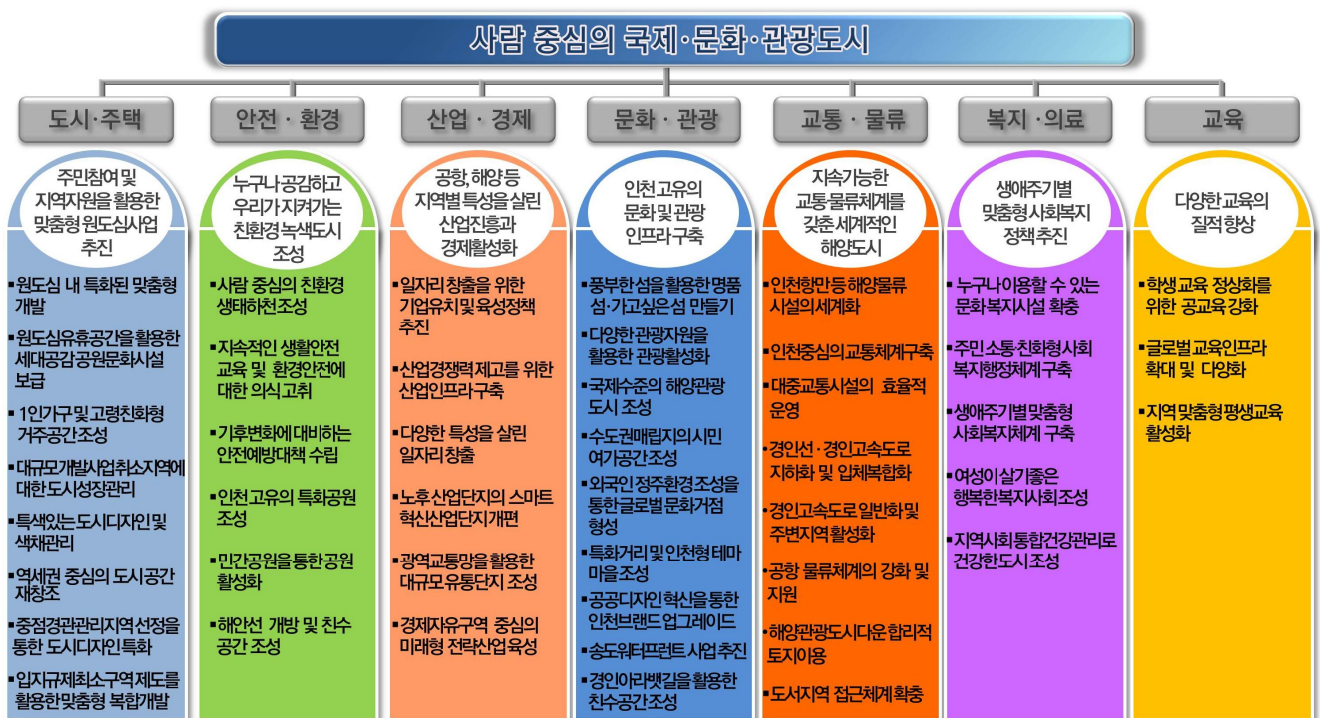 사람 중심의 국제·문화·관광도시
도시·주택
주민참여 및
지역자원을 활용한
맞춤형 원도심사업
추진
▪원도심 내 특화된 맞춤형
개발
▪원도심유휴공간을 활용한
세대공감 공원문화시설
보급
▪1인가구 및 고령친화형
거주공간 조성
▪대규모개발사업취소지역에
대한 도시성장관리
▪특색있는 도시디자인 및
색채관리
▪역세권 중심의 도시 공간
재창조
▪중점경관관리지역 선정을
통한 도시디자인 특화
▪입지규제최소구역 제도를
활용한 맞춤형 복합개발
안전·환경
누구나 공감하고
우리가 지켜가는
친환경 녹색도시
조성
▪사람 중심의 친환경
생태하천 조성
▪지속적인 생활안전
교육 및 환경안전에
대한 의식 고취
▪기후변화에 대비하는
안전예방대책 수립
▪인천 고유의 특화공원
조성
▪민간공원을 통한 공원
활성화
▪해안선 개방 및 친수
공간 조성
산업·경제
공항, 해양 등
지역별 특성을 살린
산업진흥과
경제활성화
▪일자리 창출을 위한
기업유치 및 육성정책
추진
▪산업경쟁력 제고를 위한
산업인프라 구축
▪다양한 특성을 살린
일자리 창출
▪노후 산업단지의 스마트
혁신산업단지 개편
▪광역교통망을 활용한
대규모 유통단지 조성
▪경제자유구역 중심의
미래형 전략산업 육성
문화·관광
인천 고유의
문화 및 관광
인프라 구축
▪풍부한 섬을 활용한 명품
섬·가고싶은 섬 만들기
▪다양한 관광자원을
활용한 관광활성화
▪국제수준의 해양관광
도시 조성
▪수도권매립지의 시민
여가공간 조성
▪외국인 정주환경 조성을
통한 글로벌 문화거점
형성
▪특화거리 및 인천형 테마
마을 조성
▪공공디자인 혁신을 통한
인천브랜드 업그레이드
▪송도워터프런트 사업 추진
▪경인아라뱃길을 활용한
친수공간 조성
교통·물류
지속가능한
교통·물류체계를
갖춘 세계적인
해양도시
▪인천항만 등 해양물류
시설의 세계화
▪인천중심의 교통체계구축
▪대중교통시설의 효율적
운영
▪경인선·경인고속도로
지하화 및 입체복합화
▪경인고속도로 일반화 및
주변지역 활성화
▪공항 물류체계의 강화 및
지원
•해양관광도시다운 합리적
토지이용
▪도서지역 접근체계 확충
복지·의료
생애주기별
맞춤형 사회복지
정책 추진
▪누구나 이용할 수 있는
문화 복지시설 확충
▪주민 소통·친화형 사회
복지행정체계 구축
▪생애주기별 맞춤형
사회복지체계 구축
▪여성이 살기좋은
행복한 복지사회 조성
▪지역사회 통합건강관리로
건강한 도시 조성
교육
다양한 교육의
질적 향상
▪학생 교육 정상화를
위한 공교육 강화
▪글로벌 교육인프라
확대 및 다양화
▪지역 맞춤형 평생교육
활성화